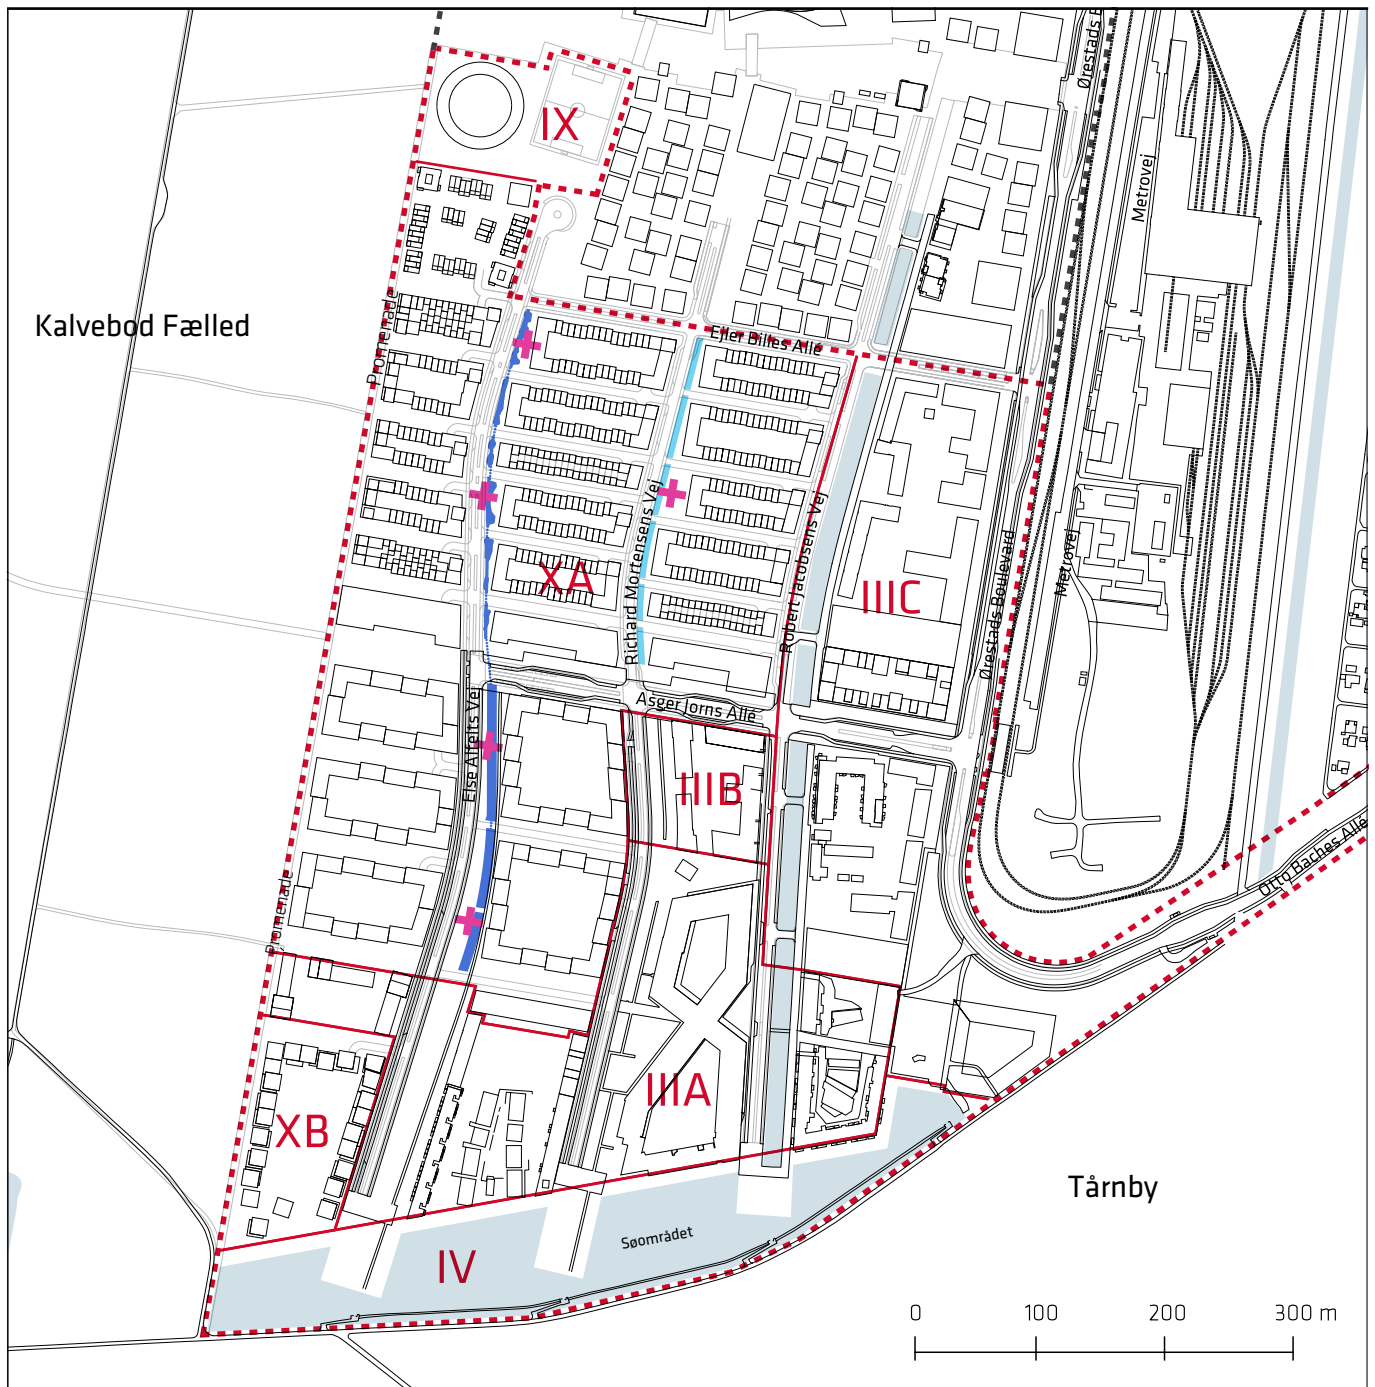 Ørestads B
IX
Metrovej
Kalvebod Fælled
Promenade
Ejler Billes Allé
Richard Mortensens Vej
Robert Jacobsens Vej
XA
IIIC
Ørestads Boulevard
Metrovej
Else Alfelts Vej
Asger Jorns Allé
IIIB
Otto Baches Allé
Promenade
IIIA
XB
Tårnby
Søområdet
IV
0 100 200 300 m